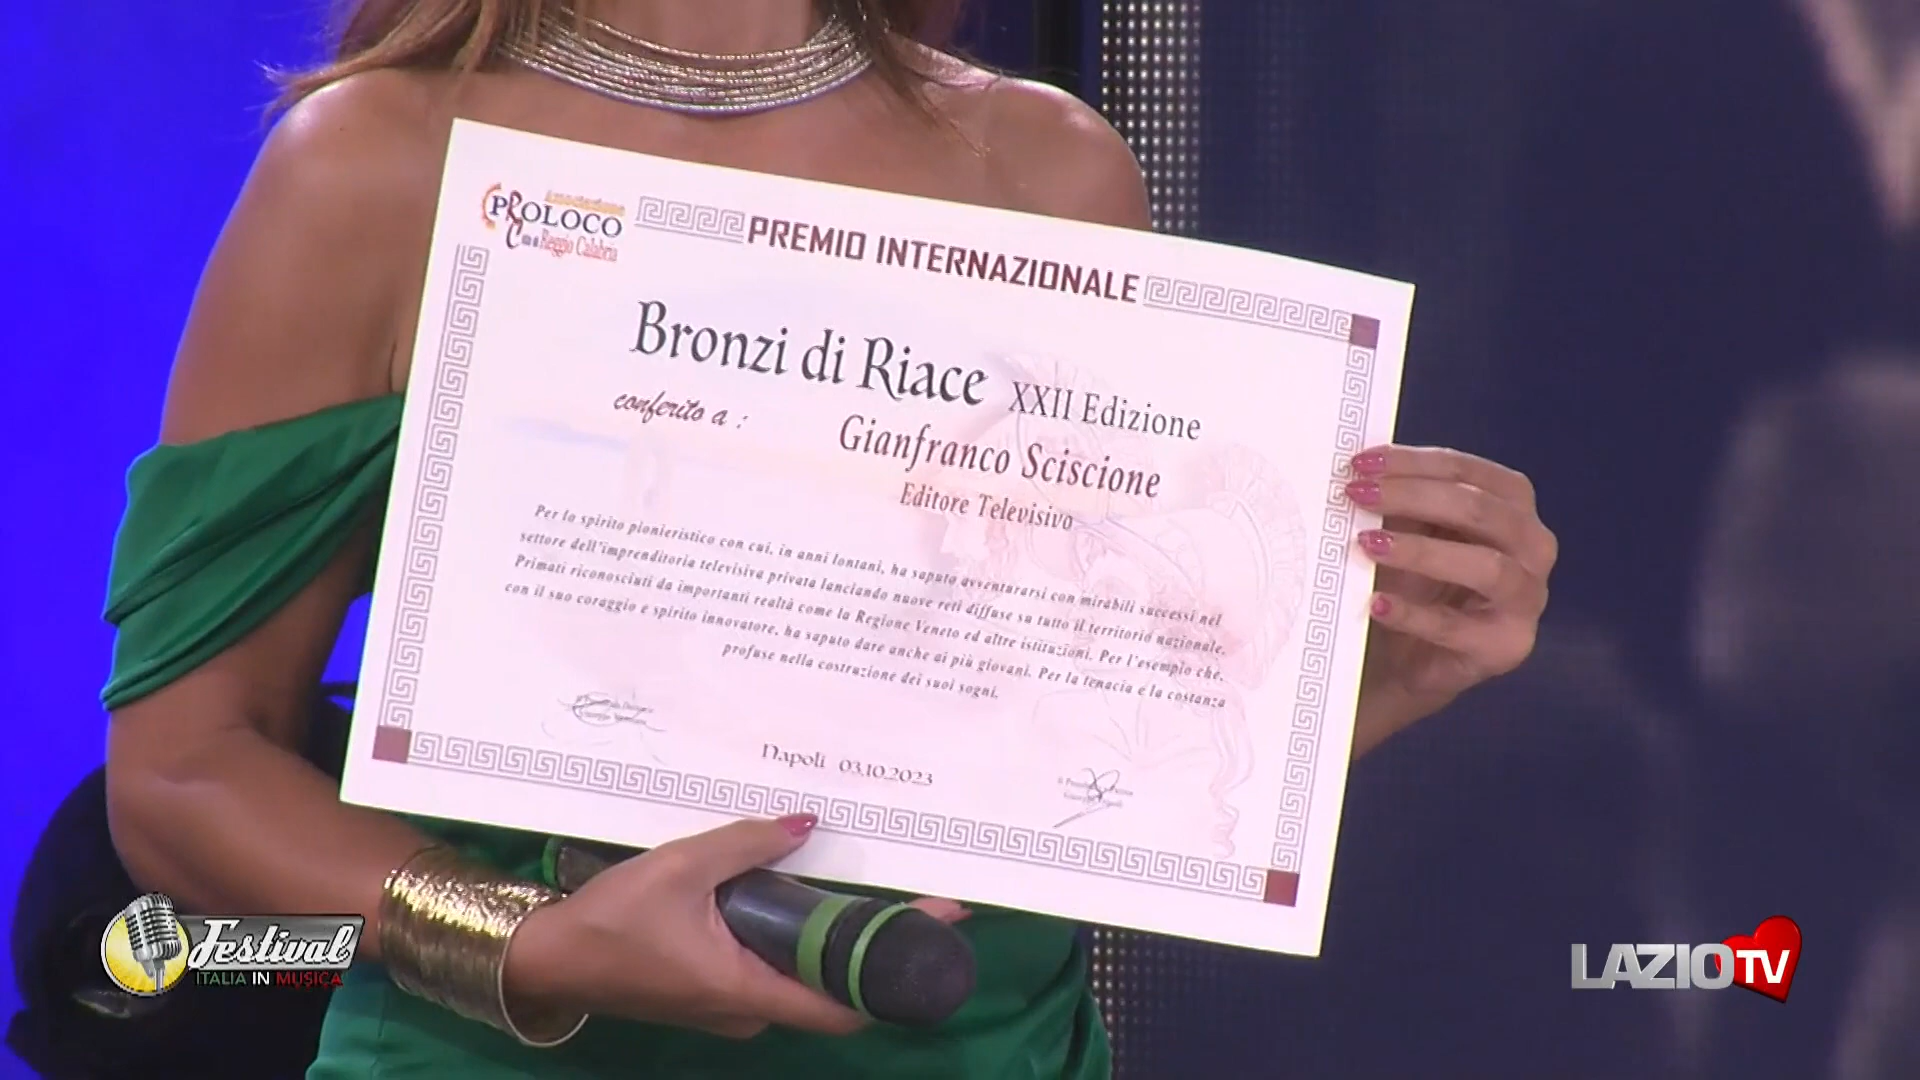 Associazione
PROLOCO
Città di Reggio Calabria
PREMIO INTERNAZIONALE
Bronzi di Riace XXII Edizione
conferito a :
Gianfranco Sciscione
Editore Televisivo
Per lo spirito pionieristico con cui, in anni lontani, ha saputo avventurarsi con mirabili successi nel
settore dell'imprenditoria televisiva privata lanciando nuove reti diffuse su tutto il territorio nazionale.
Primati riconosciuti da importanti realtà come la Regione Veneto ed altre istituzioni. Per l'esempio che,
con il suo coraggio e spirito innovatore, ha saputo dare anche ai più giovani. Per la tenacia e la costanza
profuse nella costruzione dei suoi sogni.
Napoli 03.10.2023
Festival
ITALIA IN MUSICA
LAZIO TV